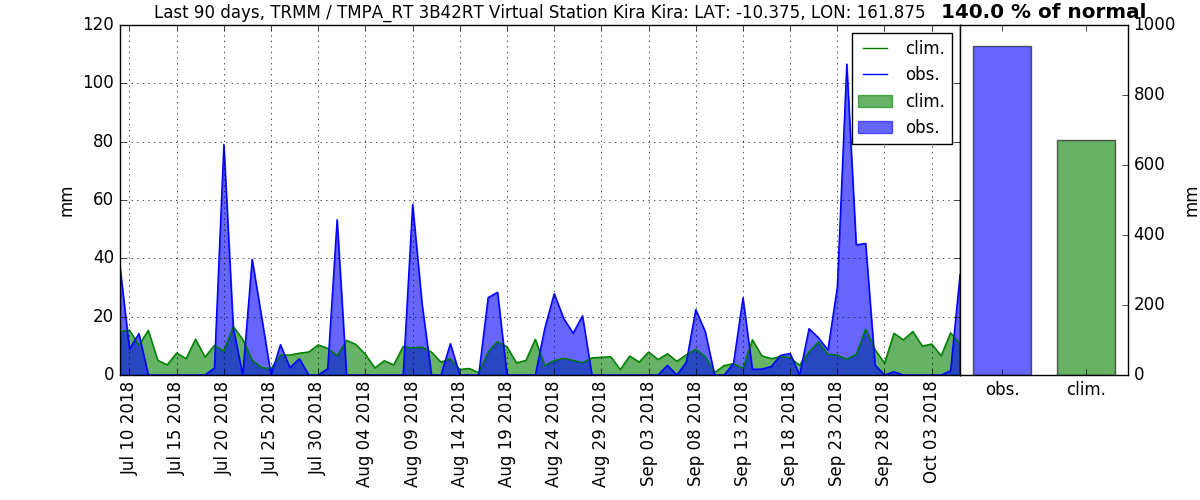 Last 90 days, TRMM / TMPA_RT 3B42RT Virtual Station Kira Kira: LAT: -10.375, LON: 161.875 140.0 % of normal
120
100
80
60
40
20
0
mm
clim.
obs.
clim.
obs.
1000
800
600
400
200
0
mm
obs. clim.
Jul 10 2018
Jul 15 2018
Jul 20 2018
Jul 25 2018
Jul 30 2018
Aug 04 2018
Aug 09 2018
Aug 14 2018
Aug 19 2018
Aug 24 2018
Aug 29 2018
Sep 03 2018
Sep 08 2018
Sep 13 2018
Sep 18 2018
Sep 23 2018
Sep 28 2018
Oct 03 2018